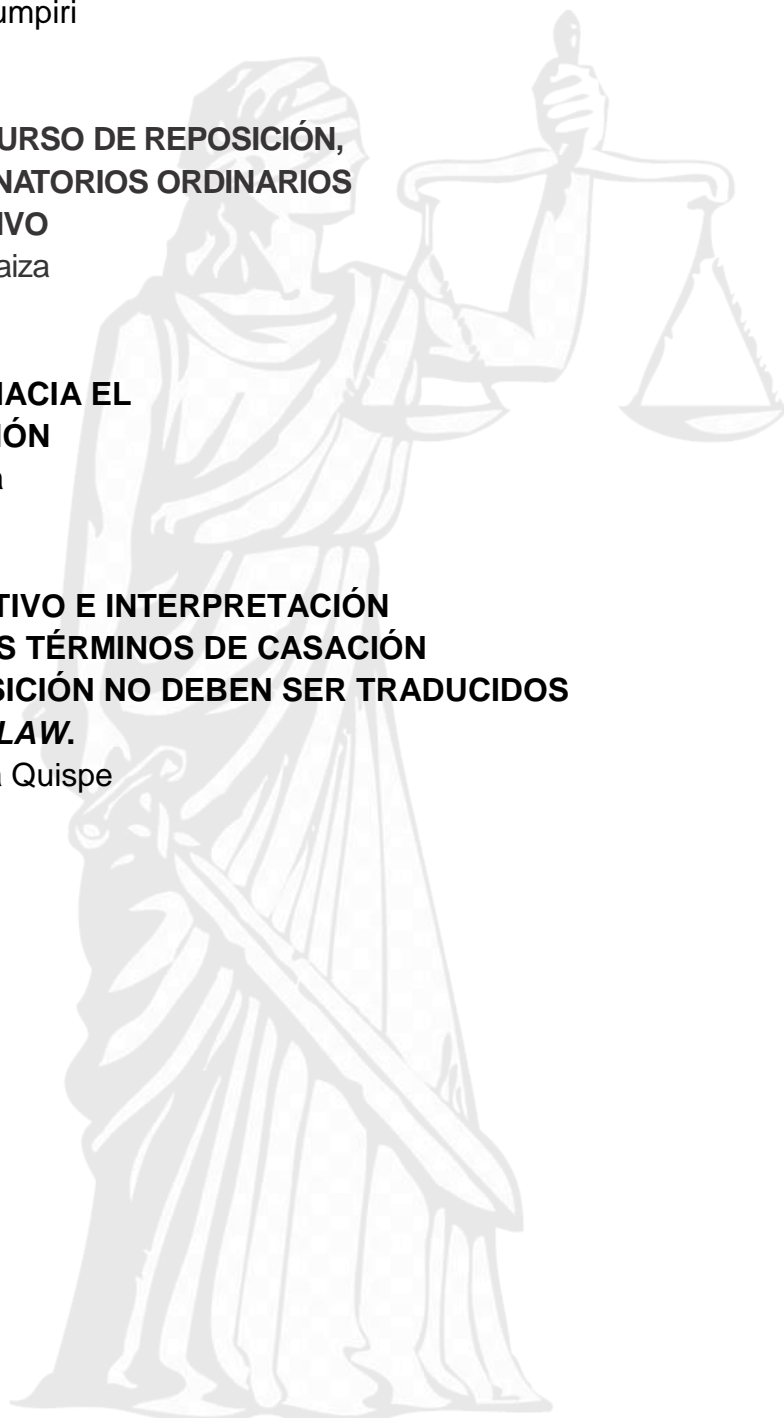 umpiri
URSO DE REPOSICIÓN,
NATORIOS ORDINARIOS
IVO
aiza
HACIA EL
IÓN
a
TIVO E INTERPRETACIÓN
S TÉRMINOS DE CASACIÓN
SICIÓN NO DEBEN SER TRADUCIDOS
LAW.
a Quispe